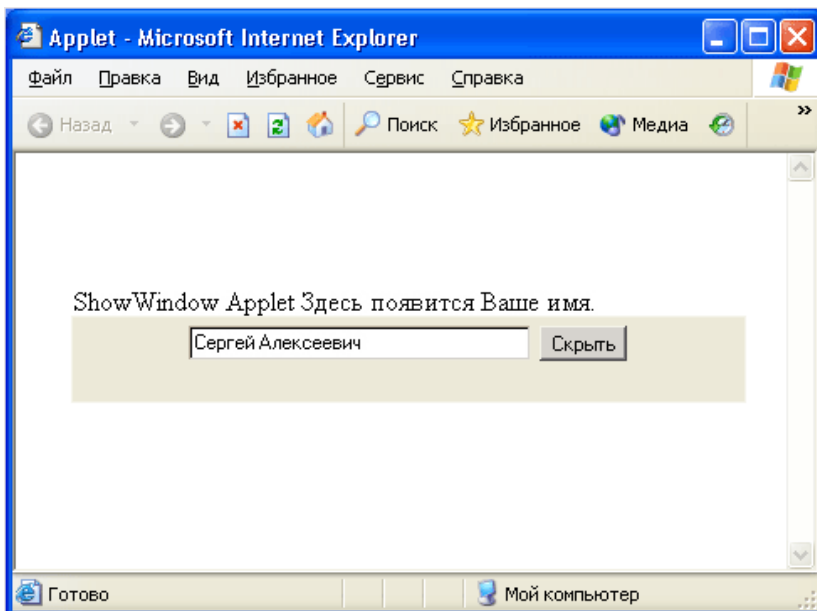 Applet - Microsoft Internet Explorer
Файл Правка Вид Избранное Сервис Справка
Назад Поиск Избранное Медиа »
ShowWindow Applet Здесь появится Ваше имя.
Сергей Алексеевич Скрыть
Готово Мой компьютер